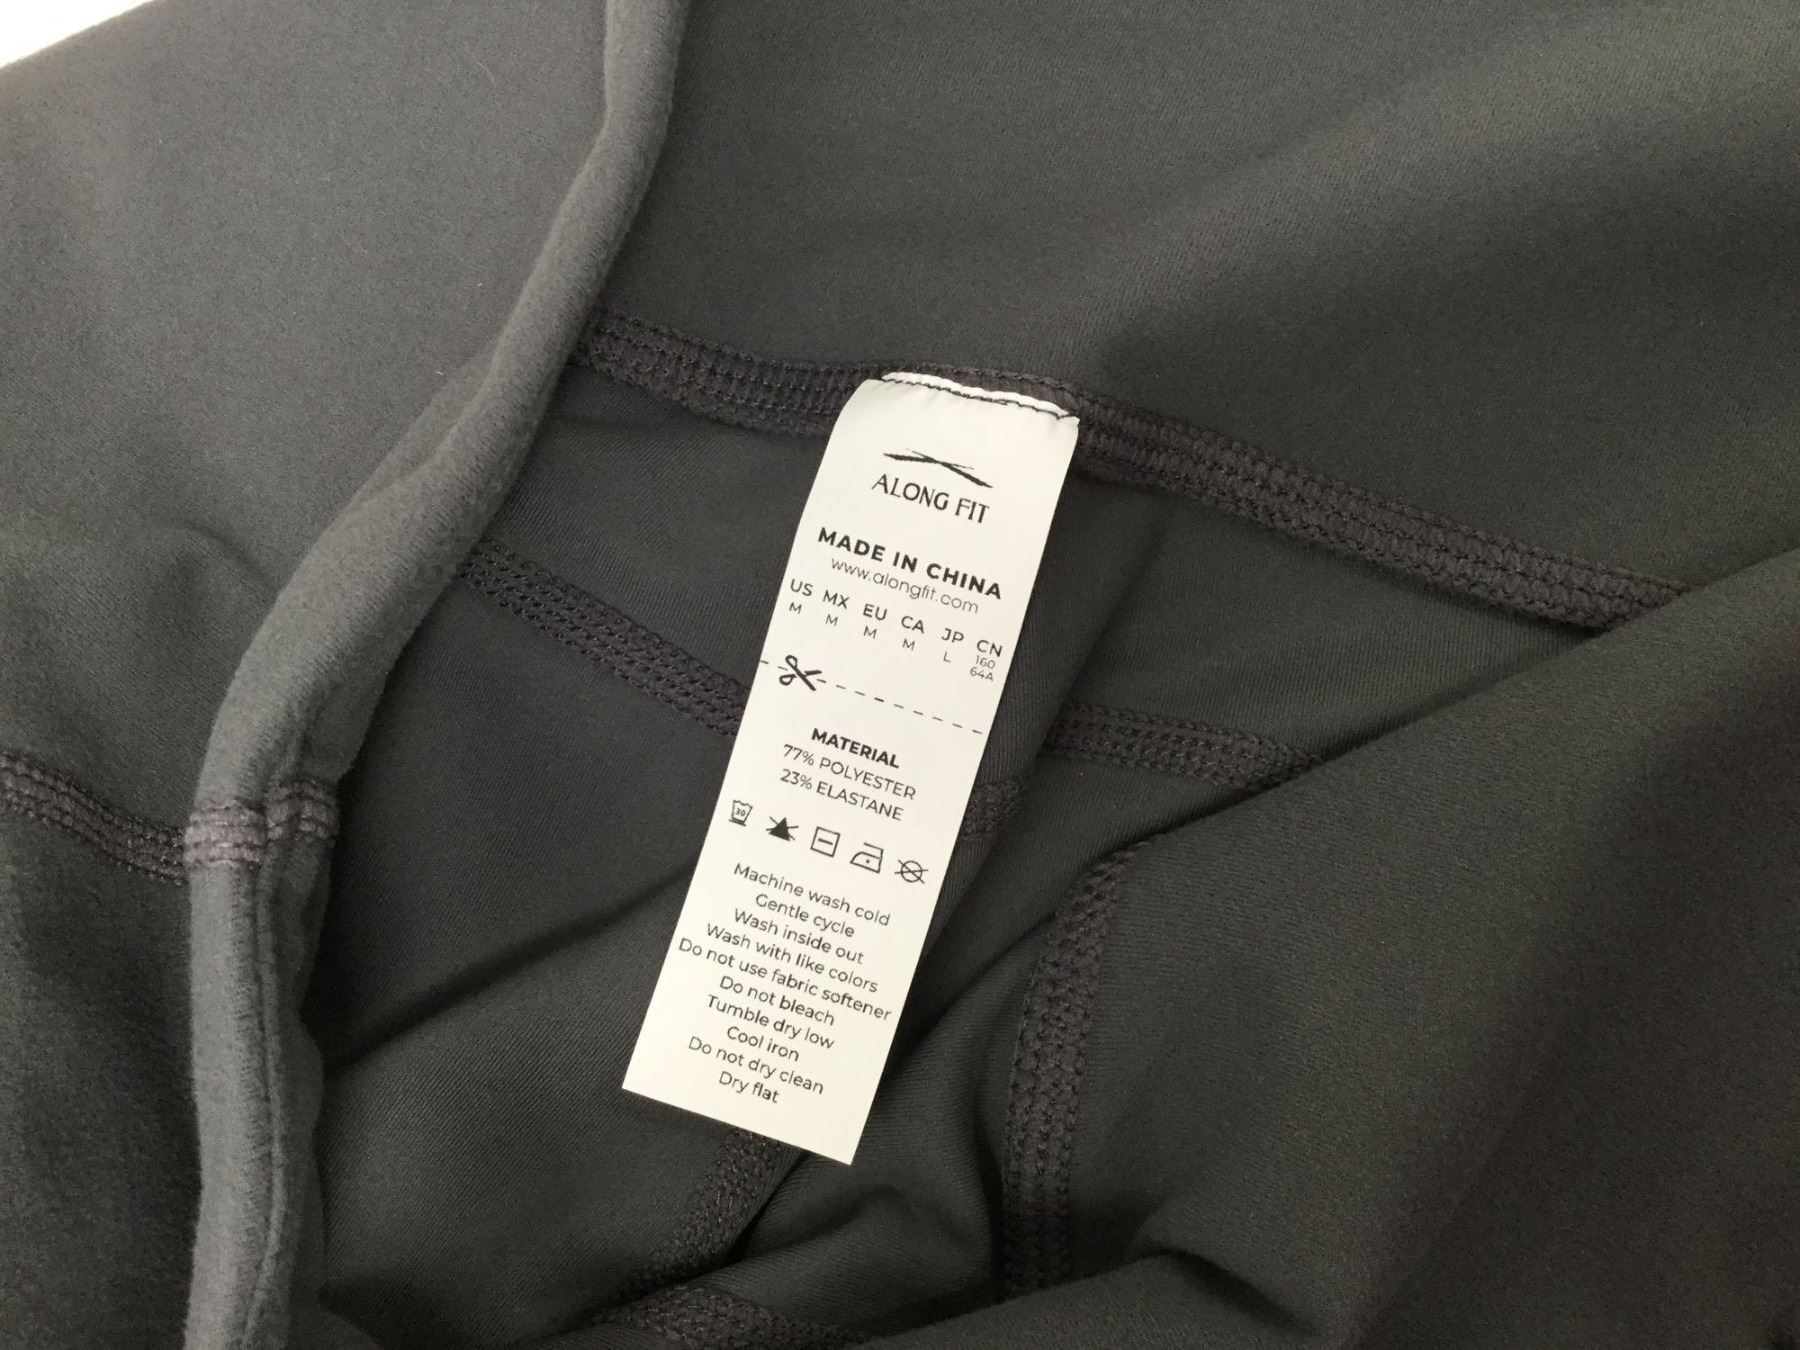 ALONG FIT
MADE IN CHINA
www.alongfit.com
US MX EU CA JP CN
M M M M L 160
64A
MATERIAL
77% POLYESTER
23% ELASTANE
30
Machine wash cold
Gentle cycle
Wash inside out
Wash with like colors
Do not use fabric softener
Do not bleach
Tumble dry low
Cool iron
Do not dry clean
Dry flat